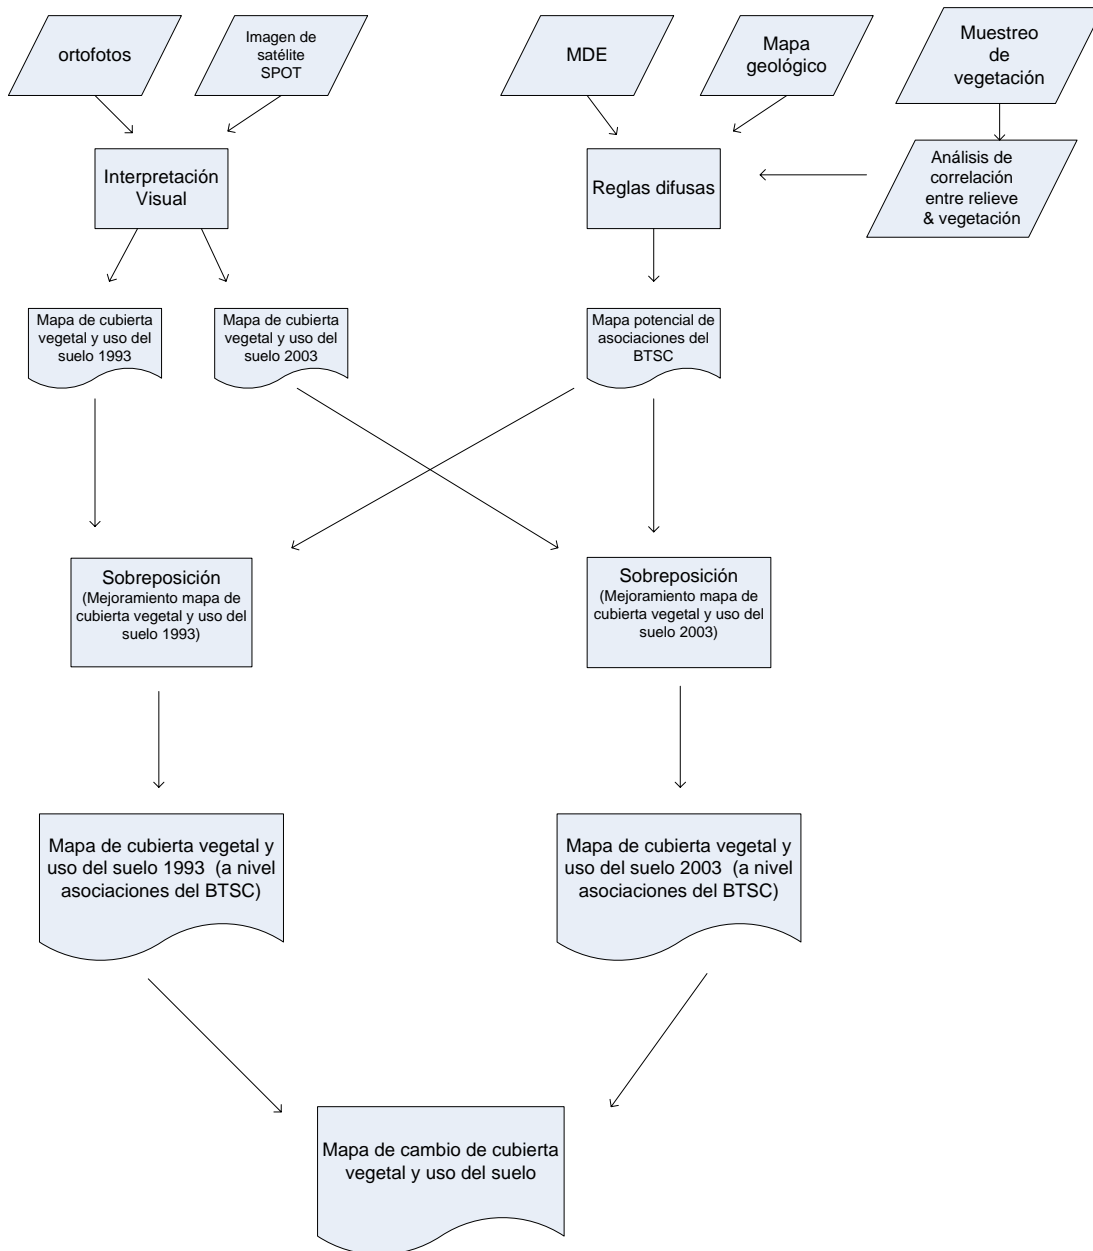 ortofotos
Imagen de
satélite
SPOT
MDE
Mapa
geológico
Muestreo
de
vegetación
Interpretación
Visual
Reglas difusas
Análisis de
correlación
entre relieve
& vegetación
Mapa de cubierta
vegetal y uso del
suelo 1993
Mapa de cubierta
vegetal y uso del
suelo 2003
Mapa potencial de
asociaciones del
BTSC
Sobreposición
(Mejoramiento mapa de
cubierta vegetal y uso del
suelo 1993)
Sobreposición
(Mejoramiento mapa de
cubierta vegetal y uso del
suelo 2003)
Mapa de cubierta vegetal y
uso del suelo 1993 (a nivel
asociaciones del BTSC)
Mapa de cubierta vegetal y
uso del suelo 2003 (a nivel
asociaciones del BTSC)
Mapa de cambio de cubierta
vegetal y uso del suelo